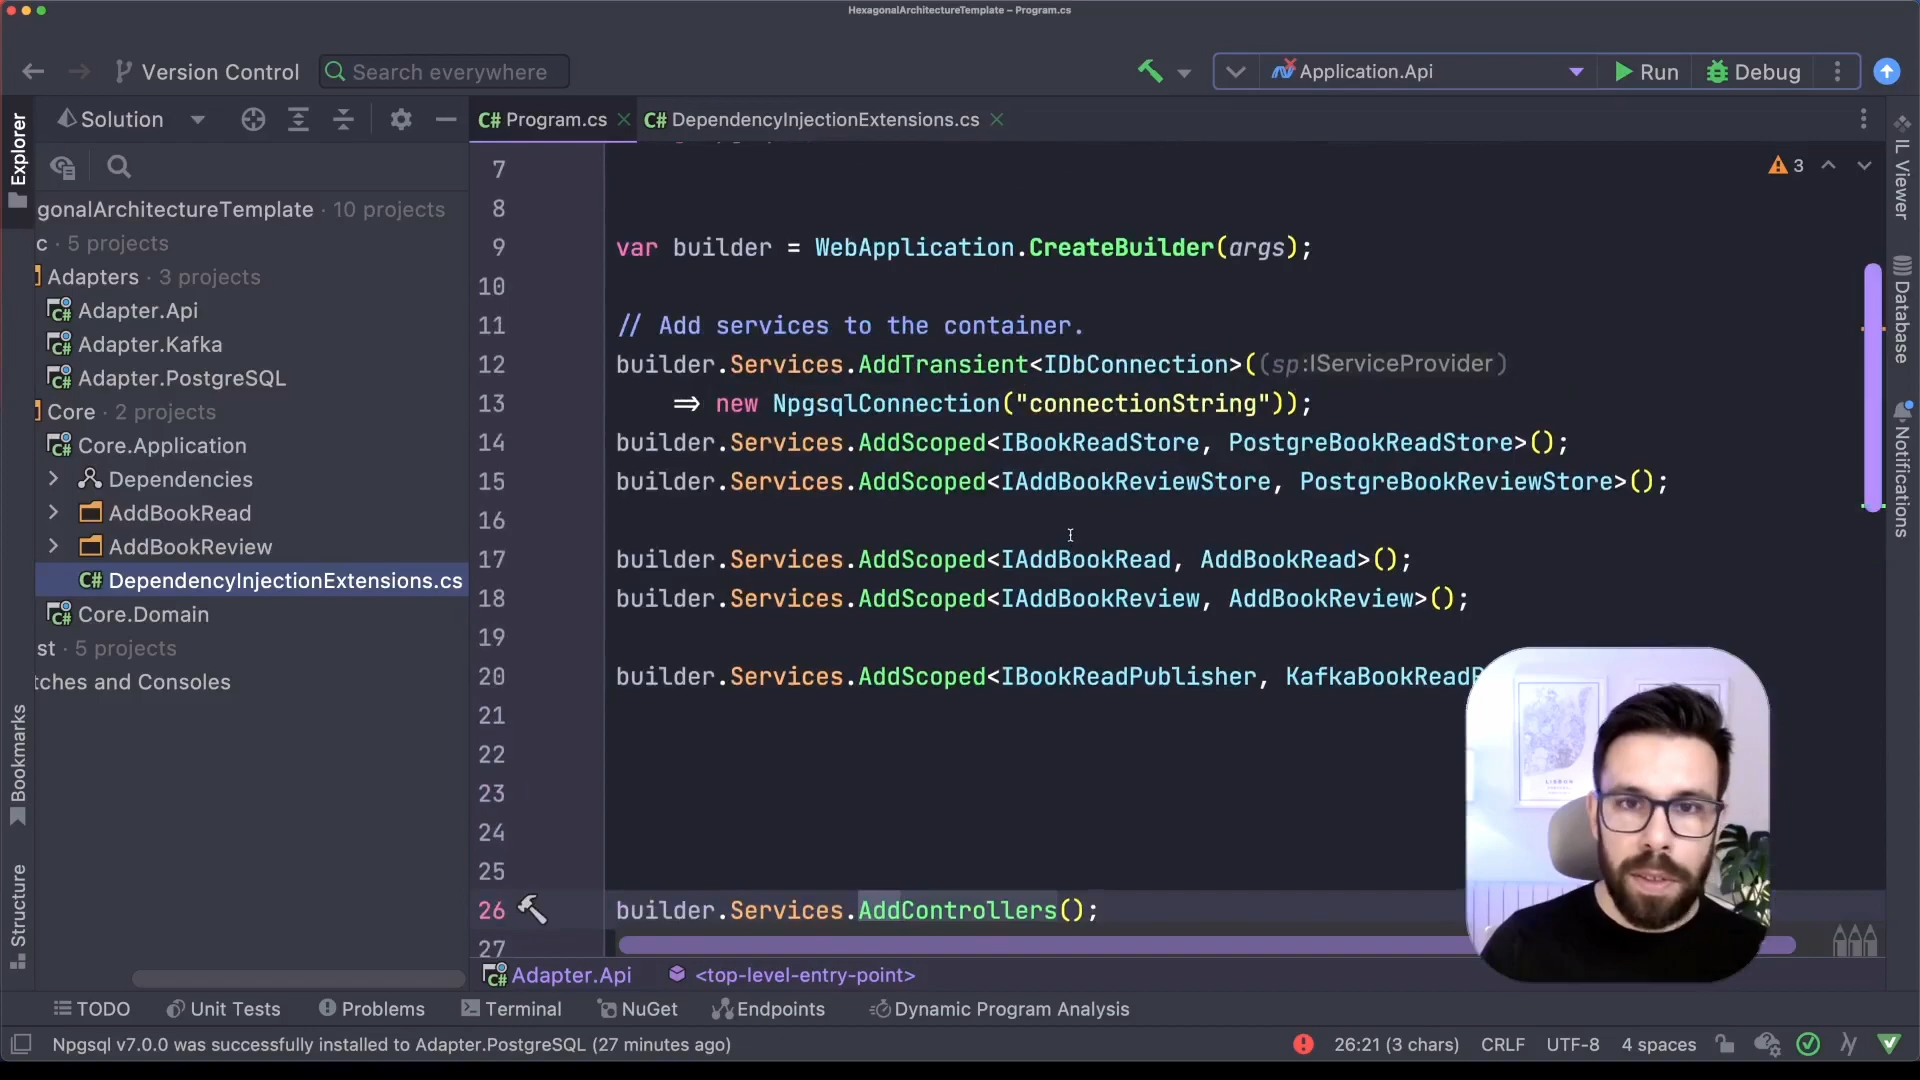 HexagonalArchitectureTemplate – Program.cs
Version Control
Search everywhere
Application.Api
Run
Debug
Explorer
Solution
C# Program.cs
C# DependencyInjectionExtensions.cs
gonalArchitectureTemplate · 10 projects
c · 5 projects
Adapters · 3 projects
C# Adapter.Api
C# Adapter.Kafka
C# Adapter.PostgreSQL
Core · 2 projects
C# Core.Application
Dependencies
AddBookRead
AddBookReview
C# DependencyInjectionExtensions.cs
C# Core.Domain
st · 5 projects
tches and Consoles
Bookmarks
Structure
3
7
8
9 var builder = WebApplication.CreateBuilder(args);
10
11 // Add services to the container.
12 builder.Services.AddTransient<IDbConnection>((sp:IServiceProvider)
13 => new NpgsqlConnection("connectionString"));
14 builder.Services.AddScoped<IBookReadStore, PostgreBookReadStore>();
15 builder.Services.AddScoped<IAddBookReviewStore, PostgreBookReviewStore>();
16
17 builder.Services.AddScoped<IAddBookRead, AddBookRead>();
18 builder.Services.AddScoped<IAddBookReview, AddBookReview>();
19
20 builder.Services.AddScoped<IBookReadPublisher, KafkaBookReadP
21
22
23
24
25
26 builder.Services.AddControllers();
27
IL Viewer
Database
Notifications
LISBON
C# Adapter.Api
<top-level-entry-point>
TODO
Unit Tests
Problems
Terminal
NuGet
Endpoints
Dynamic Program Analysis
Npgsql v7.0.0 was successfully installed to Adapter.PostgreSQL (27 minutes ago)
26:21 (3 chars)
CRLF
UTF-8
4 spaces